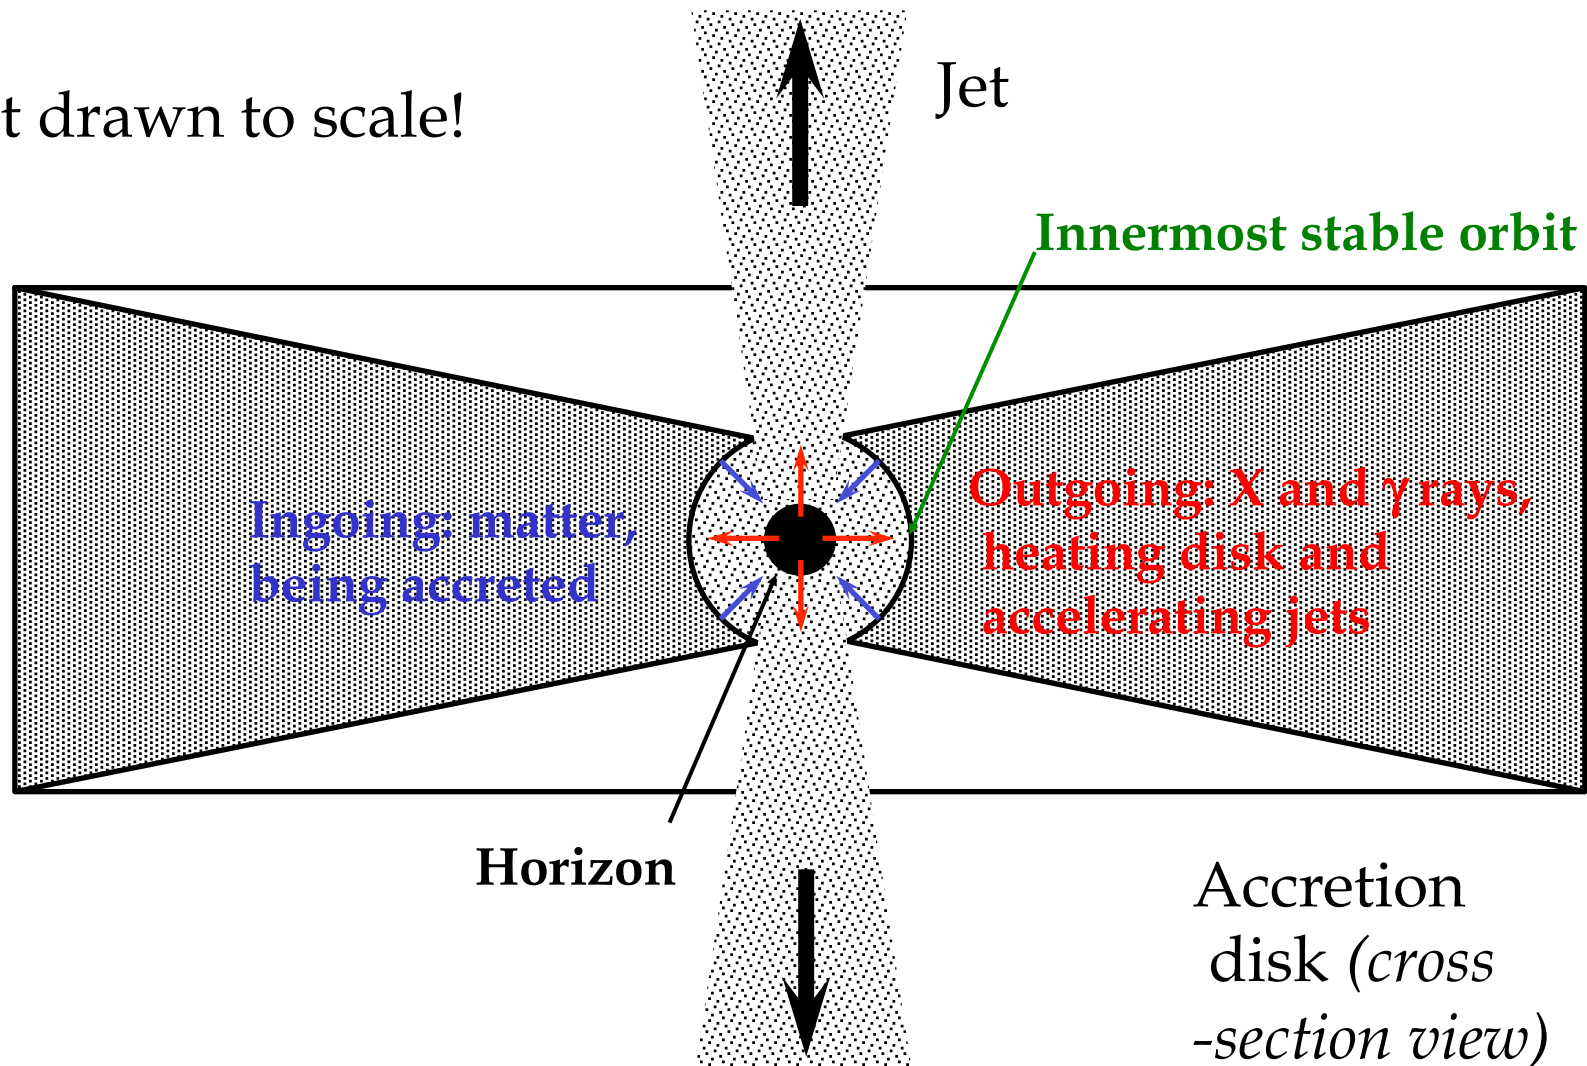 Jet
t drawn to scale!
Innermost stable orbit
Outgoing: X and γ rays,
heating disk and
accelerating jets
Ingoing: matter,
being accreted
Horizon
Accretion
disk (cross
-section view)